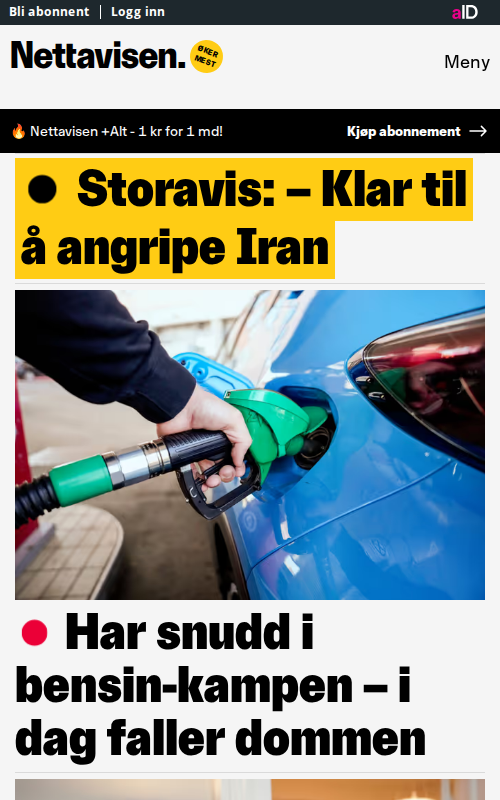 Bli abonnent | Logg inn
aID
Nettavisen.
ØKER
MEST
Meny
Nettavisen +Alt - 1 kr for 1 md!
Kjøp abonnement
Storavis: – Klar til
å angripe Iran
Har snudd i
bensin-kampen – i
dag faller dommen